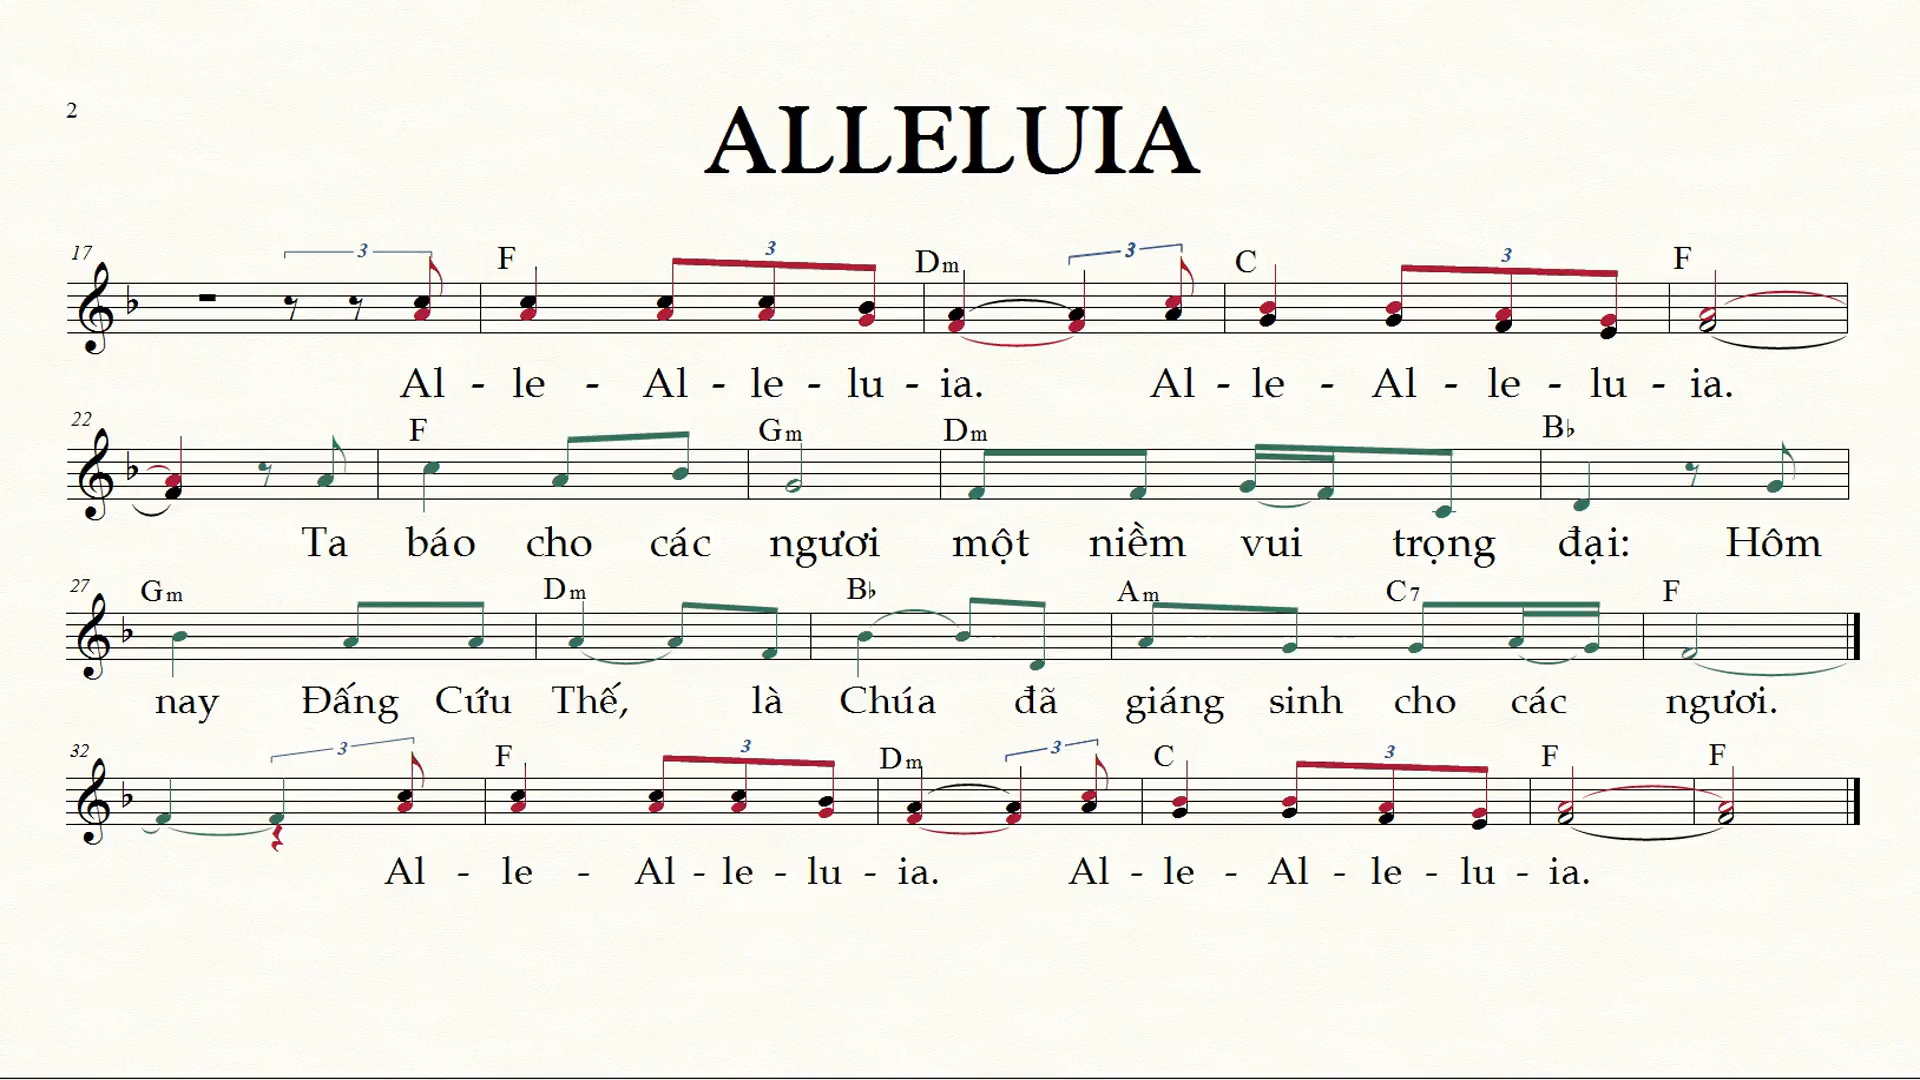 2
ALLELUIA
17 3 F 3 Dm 3 C 3 F
Al - le - Al - le - lu - ia. Al - le - Al - le - lu - ia.
22 F Gm Dm B♭
Ta báo cho các ngươi một niềm vui trọng đại: Hôm
27 Gm Dm B♭ Am C7 F
nay Đấng Cứu Thế, là Chúa đã giáng sinh cho các ngươi.
32 3 F 3 Dm 3 C 3 F F
Al - le - Al - le - lu - ia. Al - le - Al - le - lu - ia.